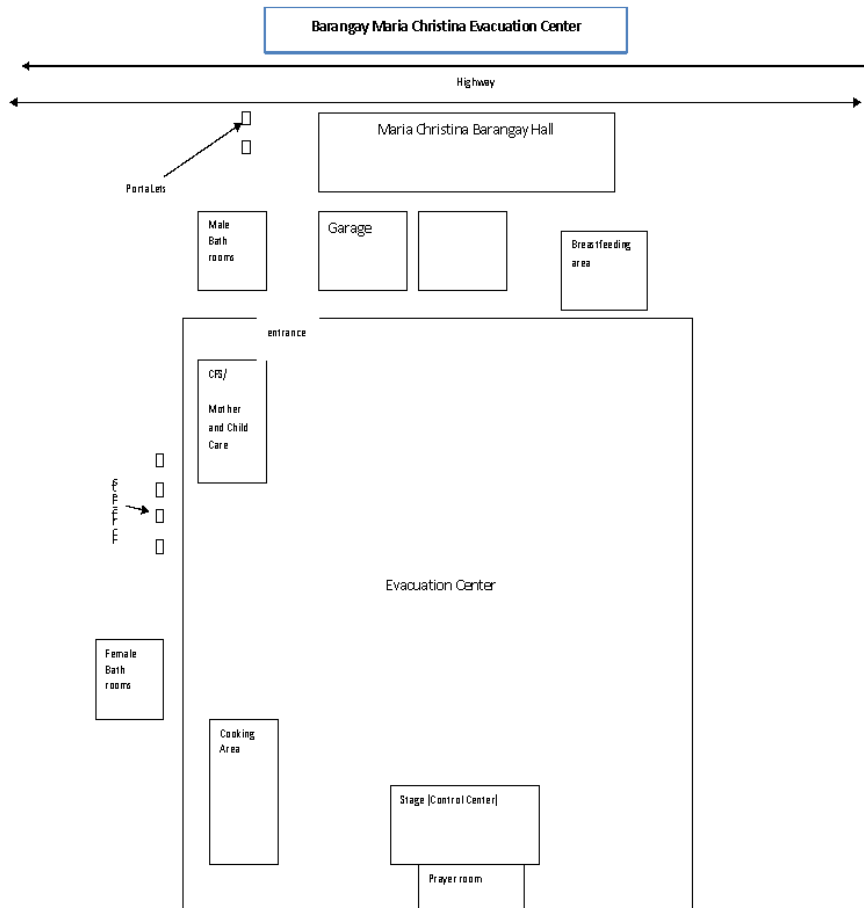 Barangay Maria Christina Evacuation Center
Highway
Maria Christina Barangay Hall
PortaLets
Male
Bath
rooms
Garage
Breastfeeding
area
entrance
CFS/
Mother
and Child
Care
Evacuation Center
Female
Bath
rooms
Cooking
Area
Stage |Control Center|
Prayer room